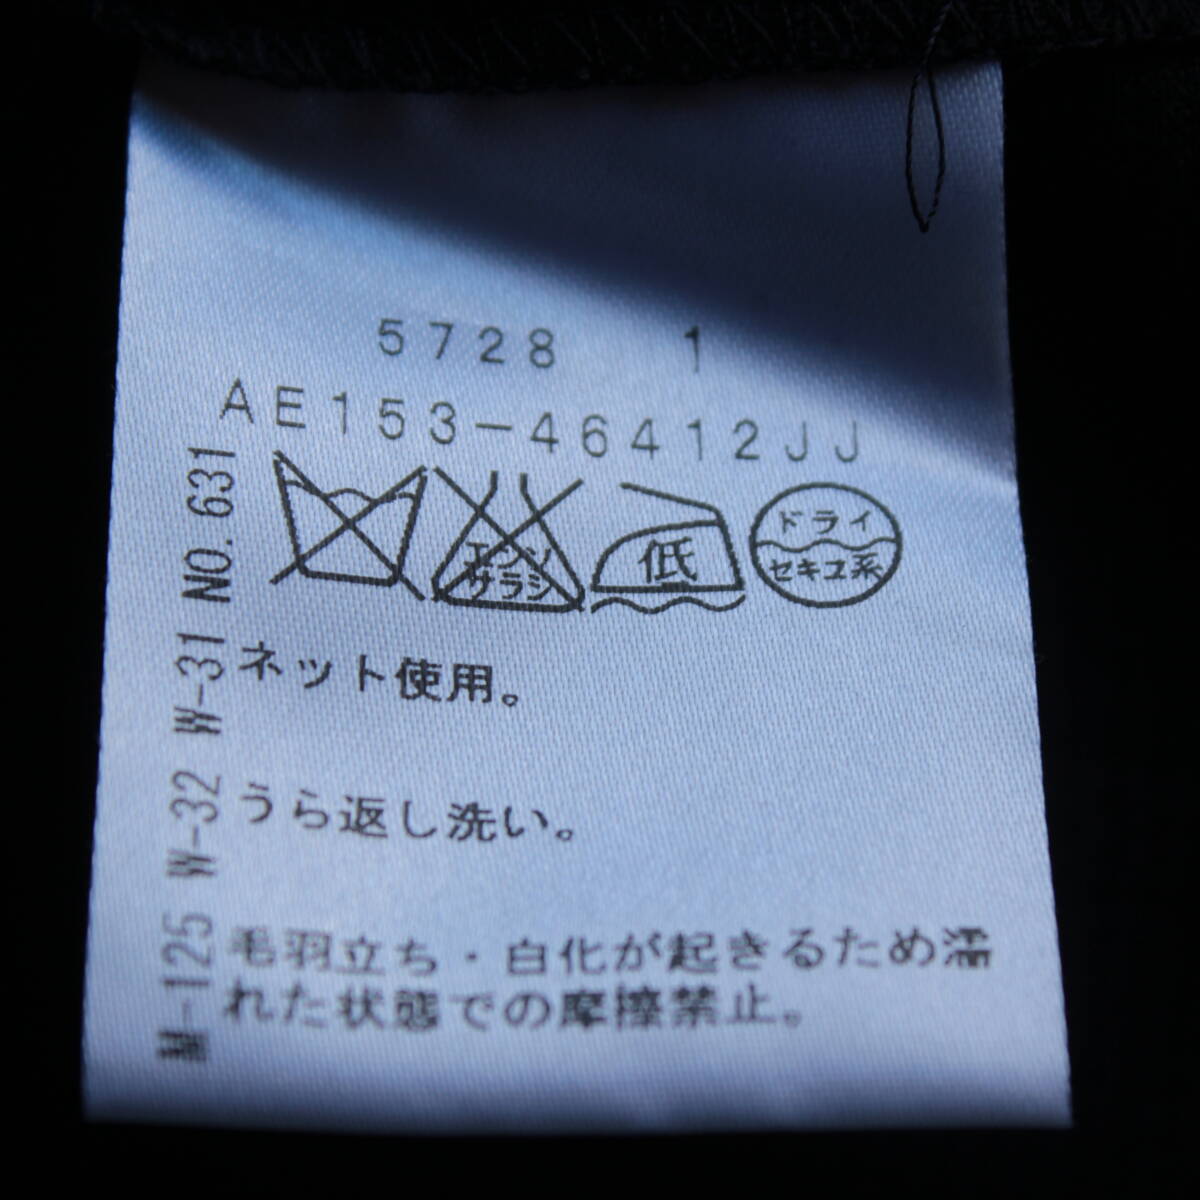 5728 1
AE153-46412JJ
エンソ
サラシ
低
ドライ
セキユ系
ネット使用。
うら返し洗い。
毛羽立ち・白化が起きるため濡
れた状態での摩擦禁止。
M-125 W-32 W-31 NO.631